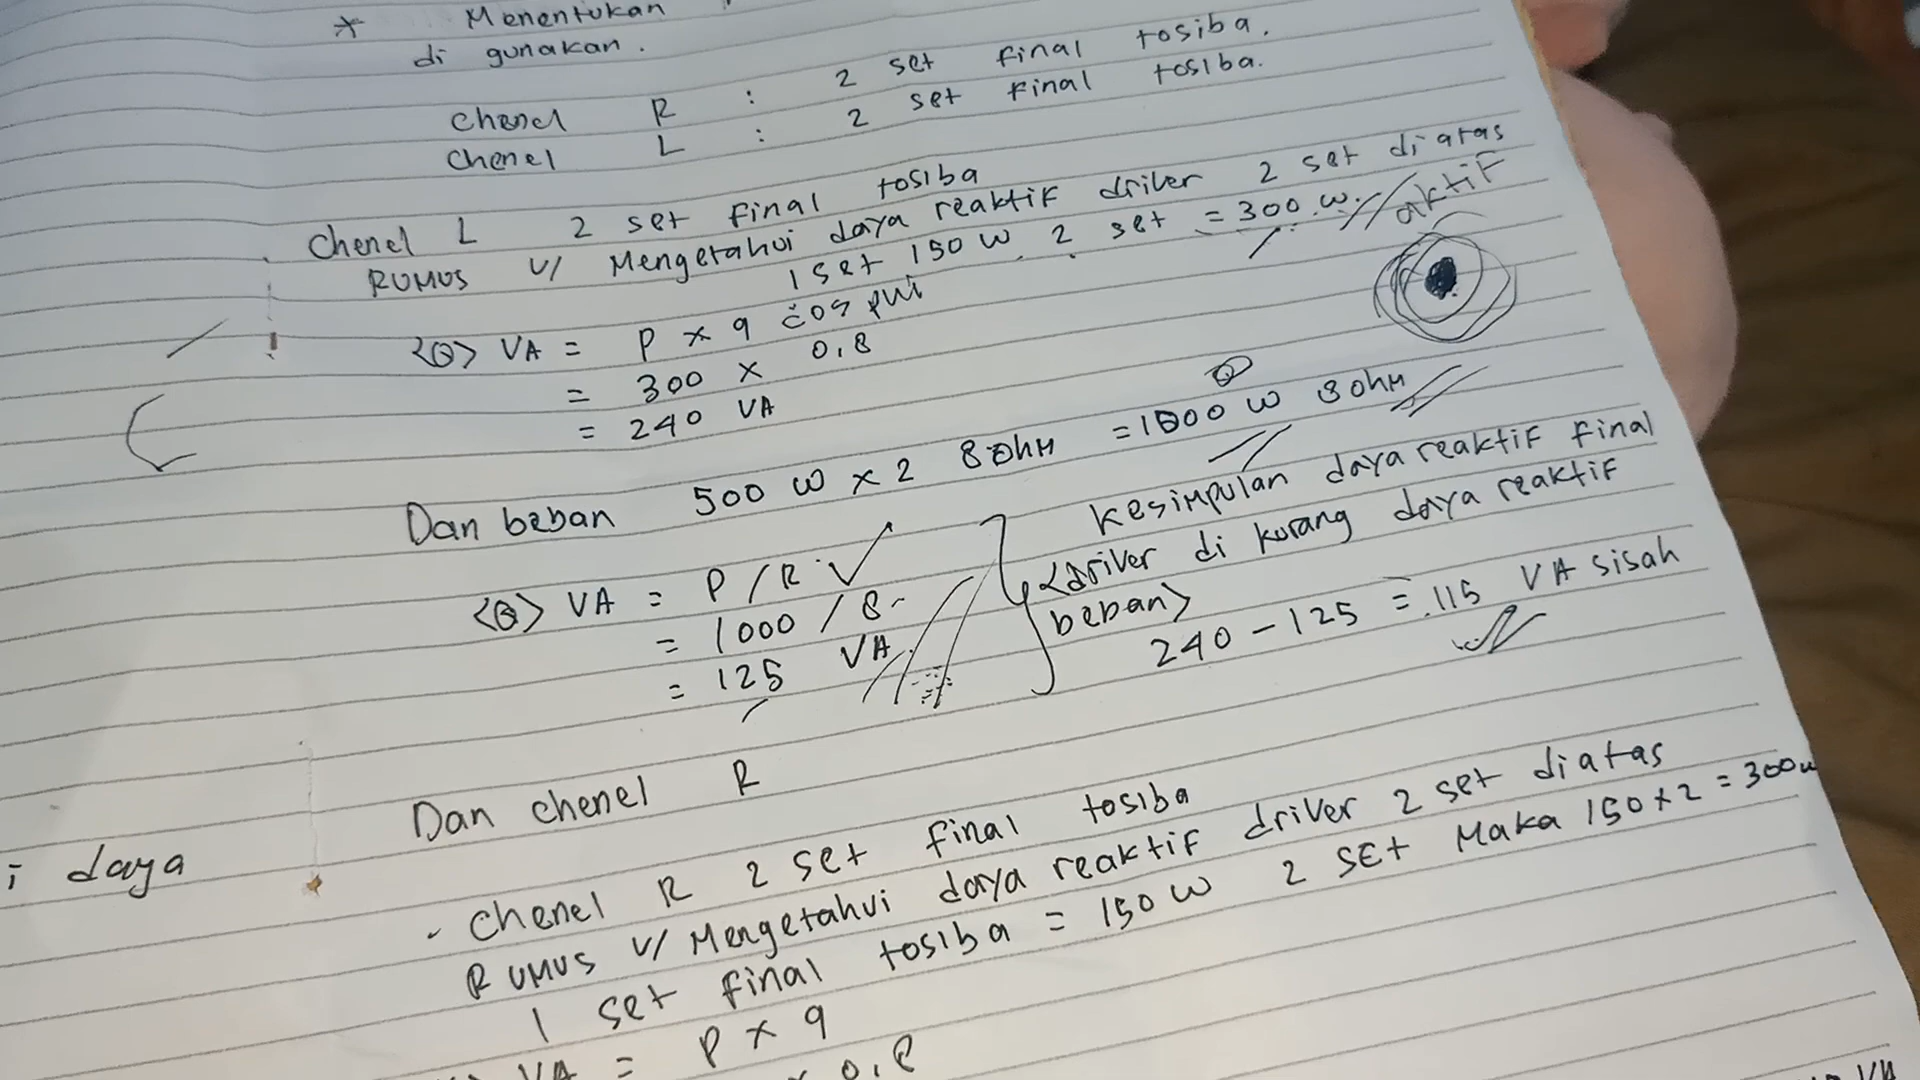 * Menentukan
di gunakan.
Chenel R : 2 set final tosiba.
Chenel L : 2 set final tosiba.
Chenel L 2 set final tosiba
RUMUS U/ Mengetahui daya reaktif driver 2 set diatas
1 set 150 W 2 set = 300 W. aktif
<Q> VA = P x q cos phi
= 300 x 0,8
= 240 VA
Dan beban 500 W x 2 8 ohm = 1000 W 8 ohm
<Q> VA = P / R
= 1000 / 8
= 125 VA
Kesimpulan daya reaktif final
<driver di kurang daya reaktif
beban>
240 - 125 = 115 VA sisah
Dan chenel R
i daya
- Chenel R 2 set final tosiba
RUMUS U/ Mengetahui daya reaktif driver 2 set diatas
1 set final tosiba = 150 W 2 SET Maka 150 x 2 = 300w
VA = P x q
x 0,8
VA